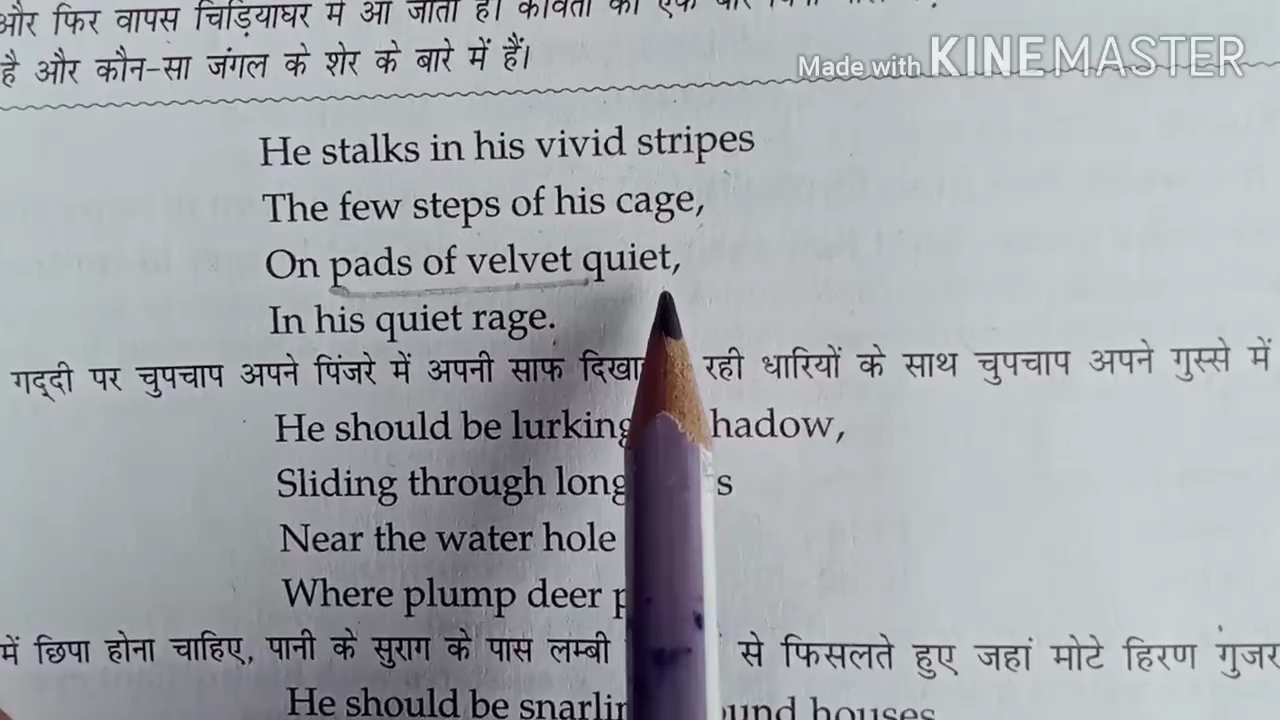 और फिर वापस चिड़ियाघर में आ जाता है। कविता को एक बार
है और कौन-सा जंगल के शेर के बारे में हैं।
Made with KINEMASTER
He stalks in his vivid stripes
The few steps of his cage,
On pads of velvet quiet,
In his quiet rage.
गद्दी पर चुपचाप अपने पिंजरे में अपनी साफ दिखा रही धारियों के साथ चुपचाप अपने गुस्से में
He should be lurking hadow,
Sliding through long s
Near the water hole
Where plump deer p
में छिपा होना चाहिए, पानी के सुराग के पास लम्बी से फिसलते हुए जहां मोटे हिरण गुंजर
He should be snarlin ound houses